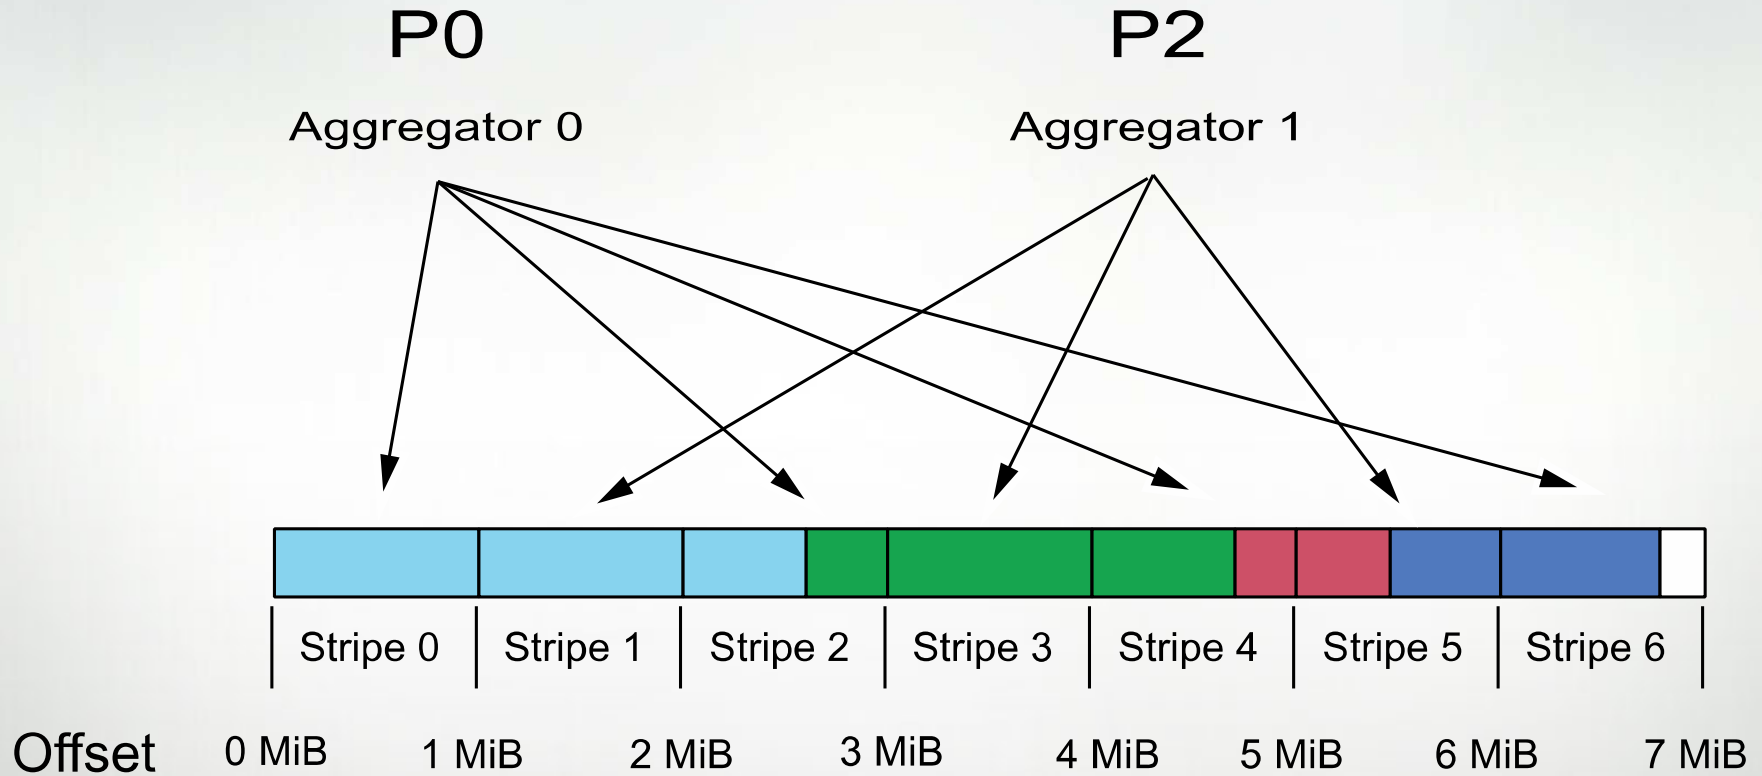 P0 P2
Aggregator 0 Aggregator 1
Stripe 0 Stripe 1 Stripe 2 Stripe 3 Stripe 4 Stripe 5 Stripe 6
Offset 0 MiB 1 MiB 2 MiB 3 MiB 4 MiB 5 MiB 6 MiB 7 MiB